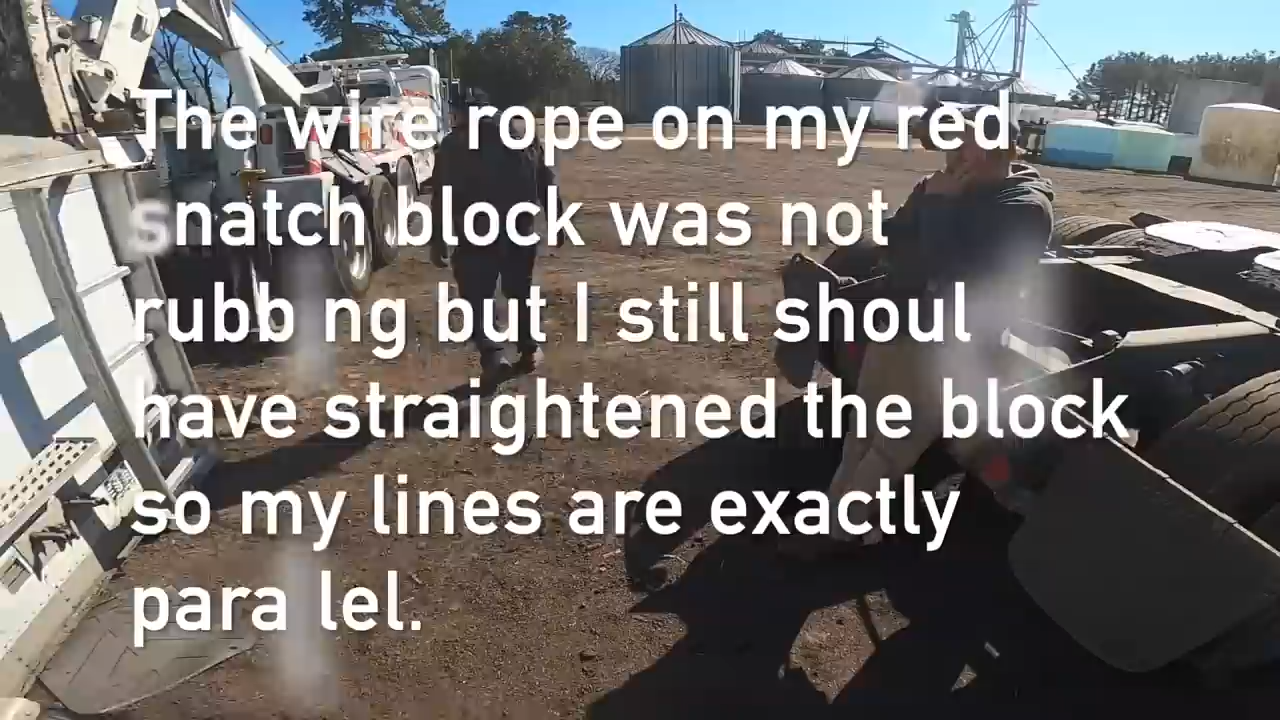 The wire rope on my red
snatch block was not
rubb ng but I still shoul
have straightened the block
so my lines are exactly
para lel.